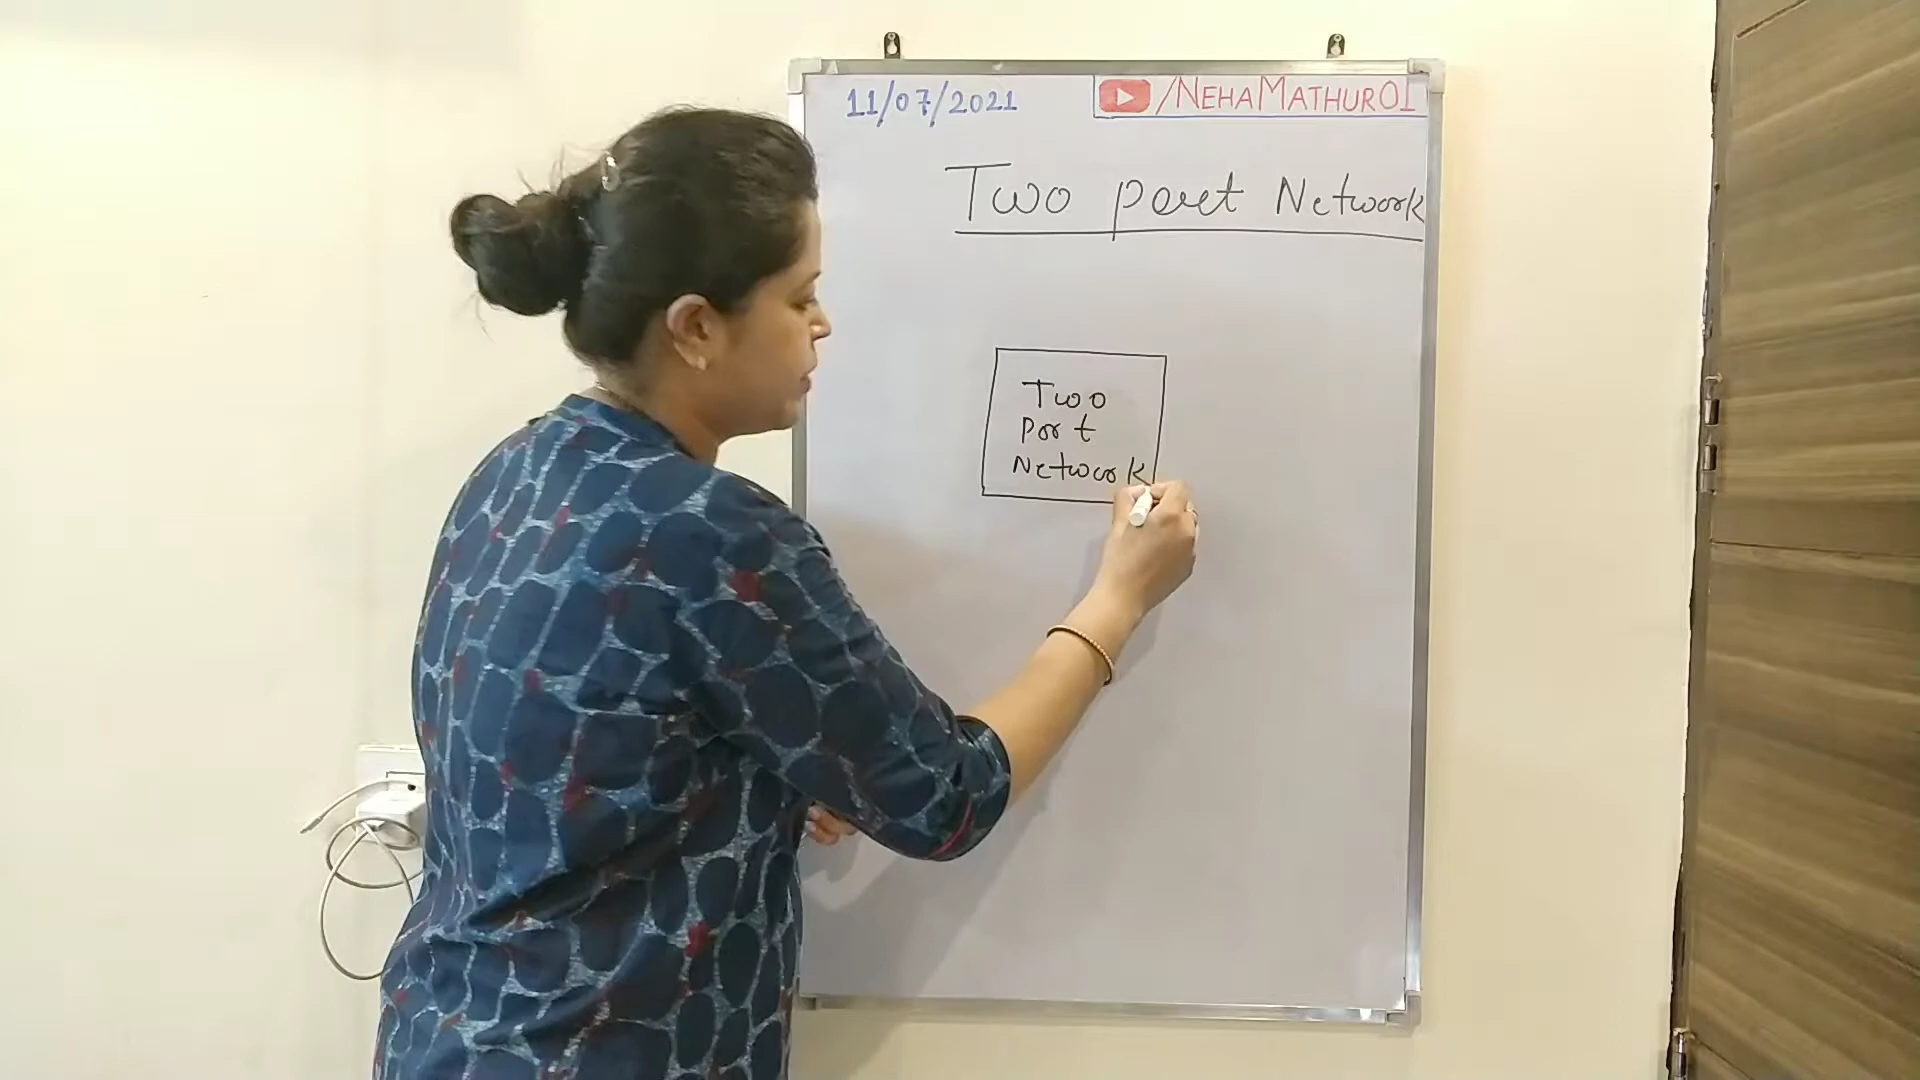 11/07/2021
/NEHAMATHUR01
Two port Network
Two
Port
Network